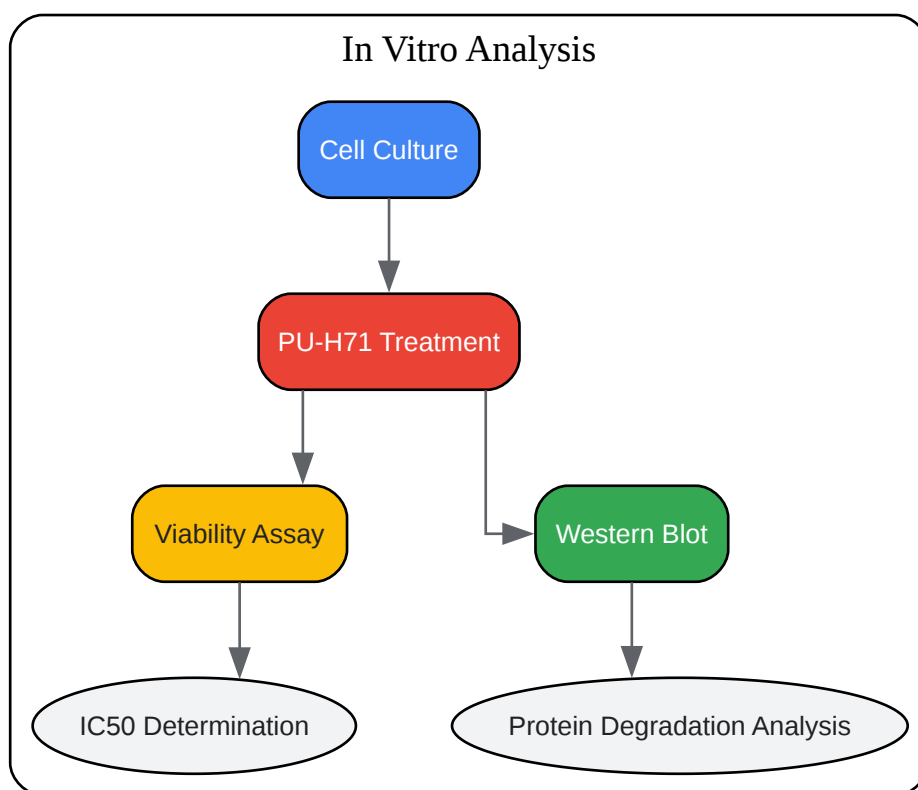 In Vitro Analysis
Cell Culture
PU-H71 Treatment
Viability Assay
Western Blot
IC50 Determination
Protein Degradation Analysis